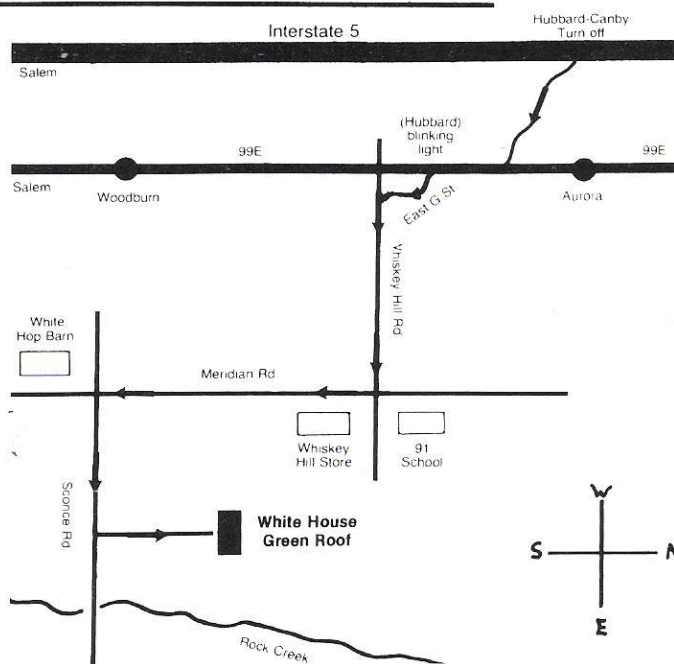 Hubbard-Canby
Turn off
Interstate 5
Salem
(Hubbard)
blinking
light
99E
99E
Salem
Woodburn
East G St
Aurora
Whiskey Hill Rd
White
Hop Barn
Meridian Rd
Whiskey
Hill Store
91
School
Sconce Rd
White House
Green Roof
W
S
N
E
Rock Creek